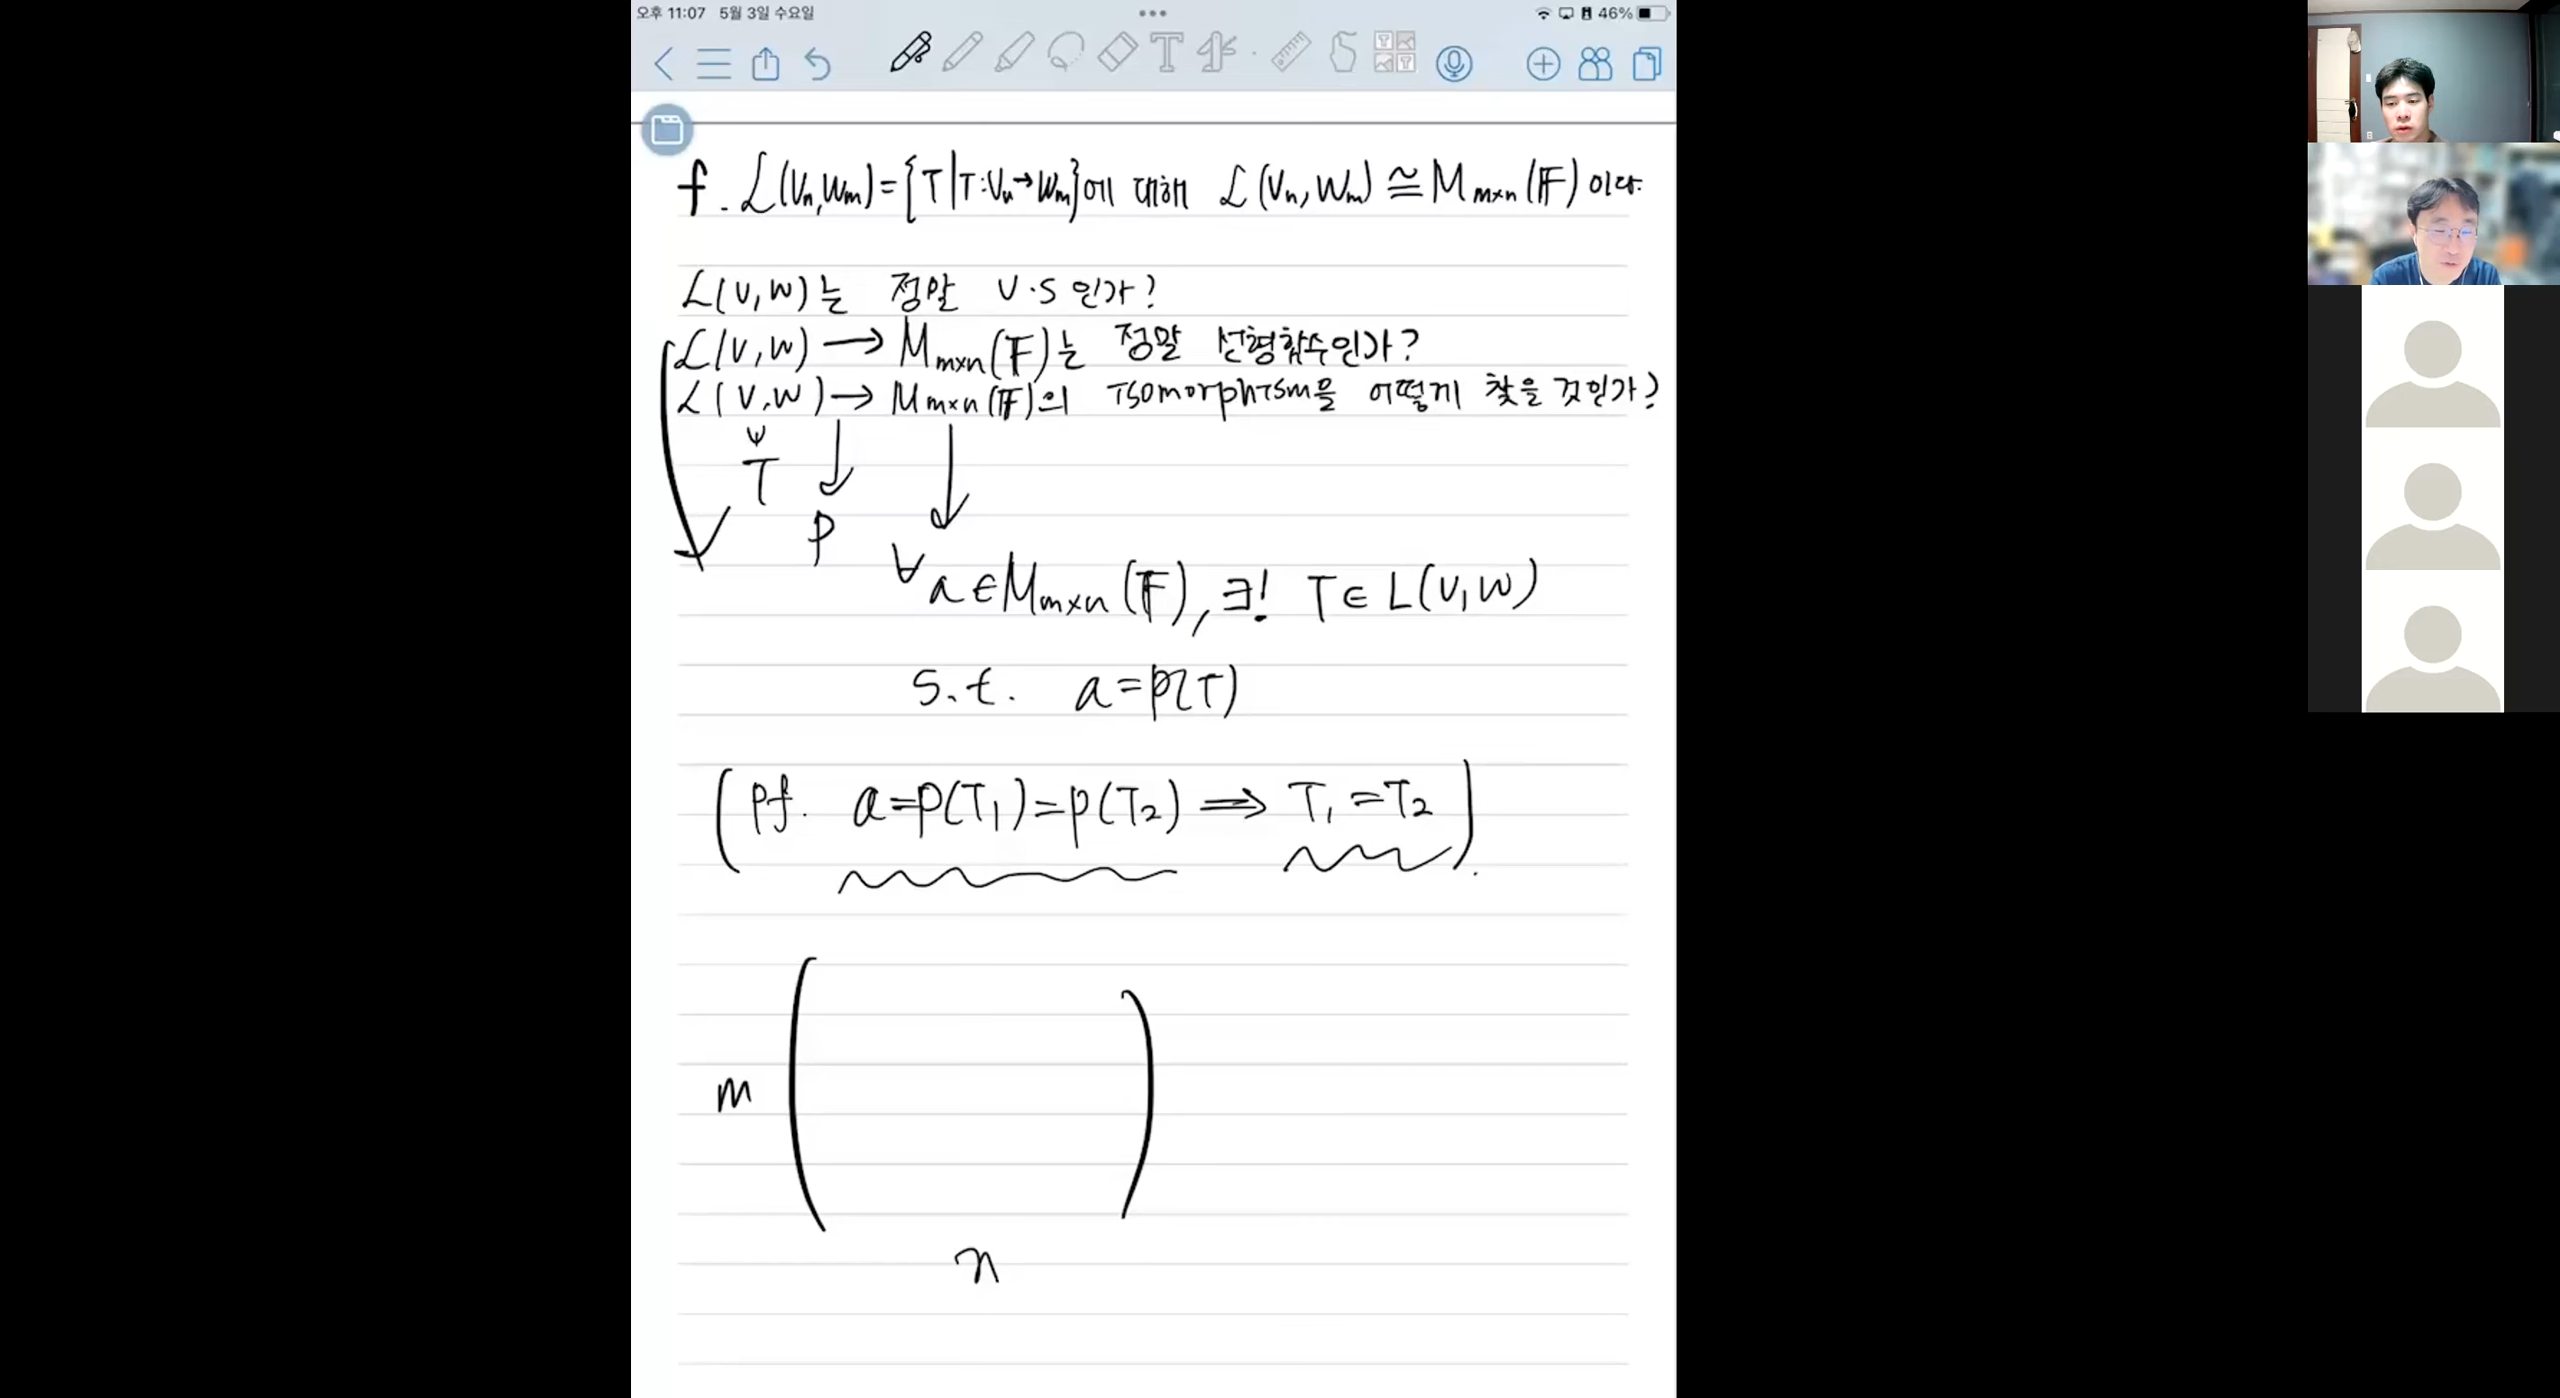 오후 11:07 5월 3일 수요일
46%
f. L(Vn,Wm)={T|T:Vn→Wm}에 대해 L(Vn,Wm)≅Mm×n(F)이다.
L(V,W)는 정말 V.S인가?
L(V,W)→Mm×n(F)는 정말 선형함수인가?
L(V,W)→Mm×n(F)의 Isomorphism을 어떻게 찾을 것인가?
Ψ
T
p
∀a∈Mm×n(F), ∃! T∈L(V,W)
s.t. a=p(T)
(pf. a=p(T1)=p(T2)⟹T1=T2).
m
n